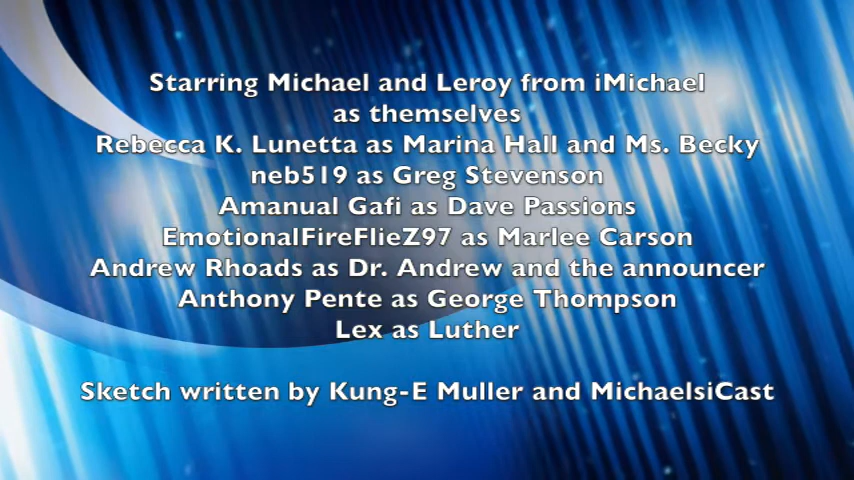 Starring Michael and Leroy from iMichael
as themselves
Rebecca K. Lunetta as Marina Hall and Ms. Becky
neb519 as Greg Stevenson
Amanual Gafi as Dave Passions
EmotionalFireFlieZ97 as Marlee Carson
Andrew Rhoads as Dr. Andrew and the announcer
Anthony Pente as George Thompson
Lex as Luther
Sketch written by Kung-E Muller and MichaelsiCast